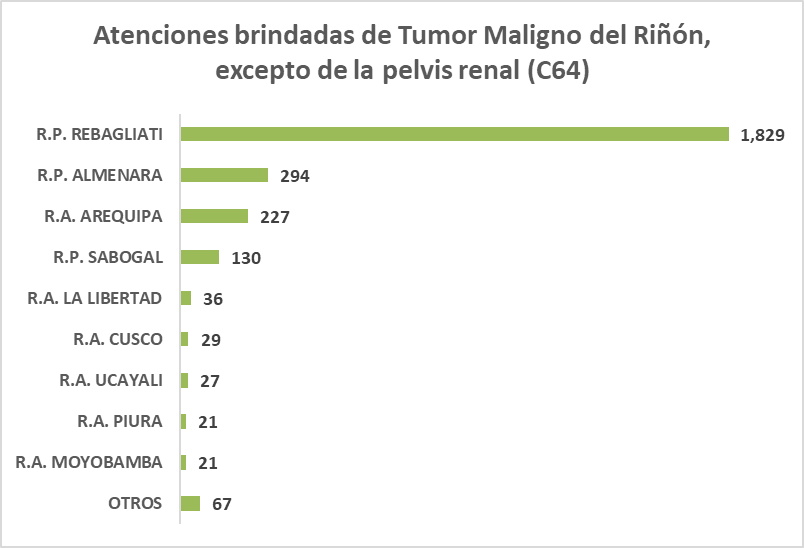 Atenciones brindadas de Tumor Maligno del Riñón,
excepto de la pelvis renal (C64)
R.P. REBAGLIATI 1,829
R.P. ALMENARA 294
R.A. AREQUIPA 227
R.P. SABOGAL 130
R.A. LA LIBERTAD 36
R.A. CUSCO 29
R.A. UCAYALI 27
R.A. PIURA 21
R.A. MOYOBAMBA 21
OTROS 67